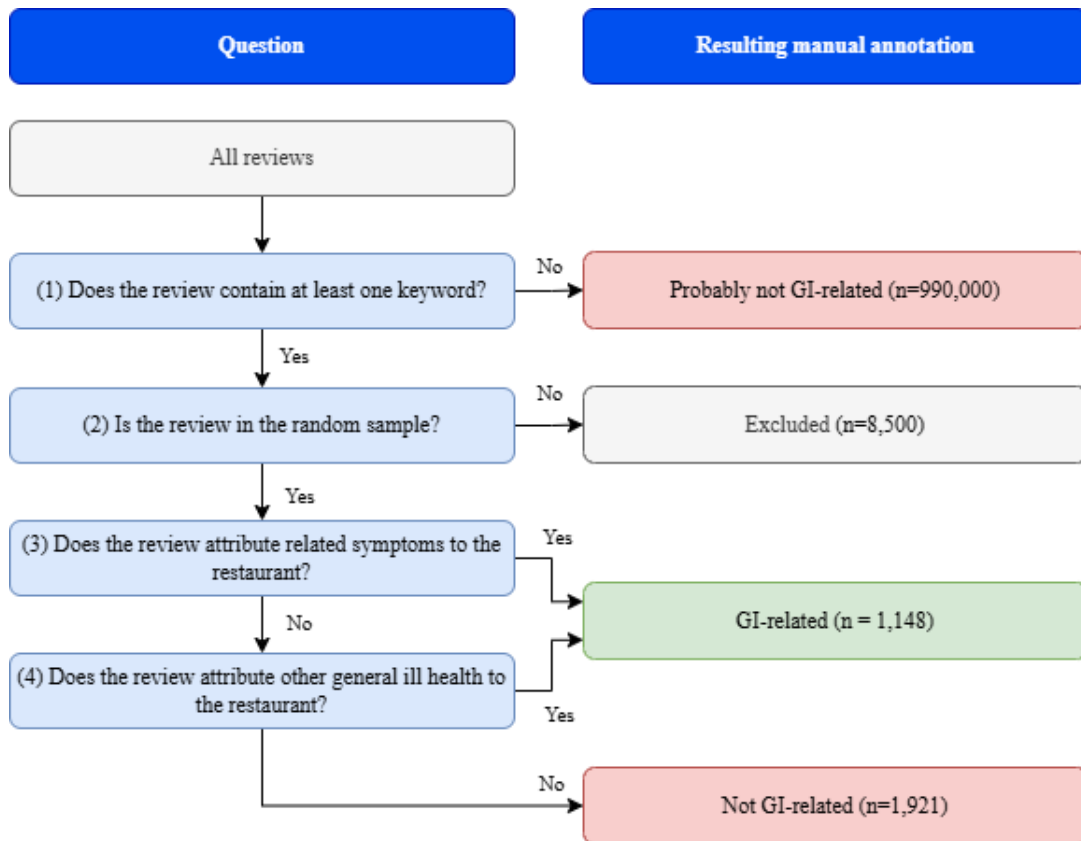 Question
Resulting manual annotation
All reviews
(1) Does the review contain at least one keyword?
No
Probably not GI-related (n=990,000)
Yes
(2) Is the review in the random sample?
No
Excluded (n=8,500)
Yes
(3) Does the review attribute related symptoms to the
restaurant?
Yes
GI-related (n = 1,148)
No
(4) Does the review attribute other general ill health to
the restaurant?
Yes
No
Not GI-related (n=1,921)